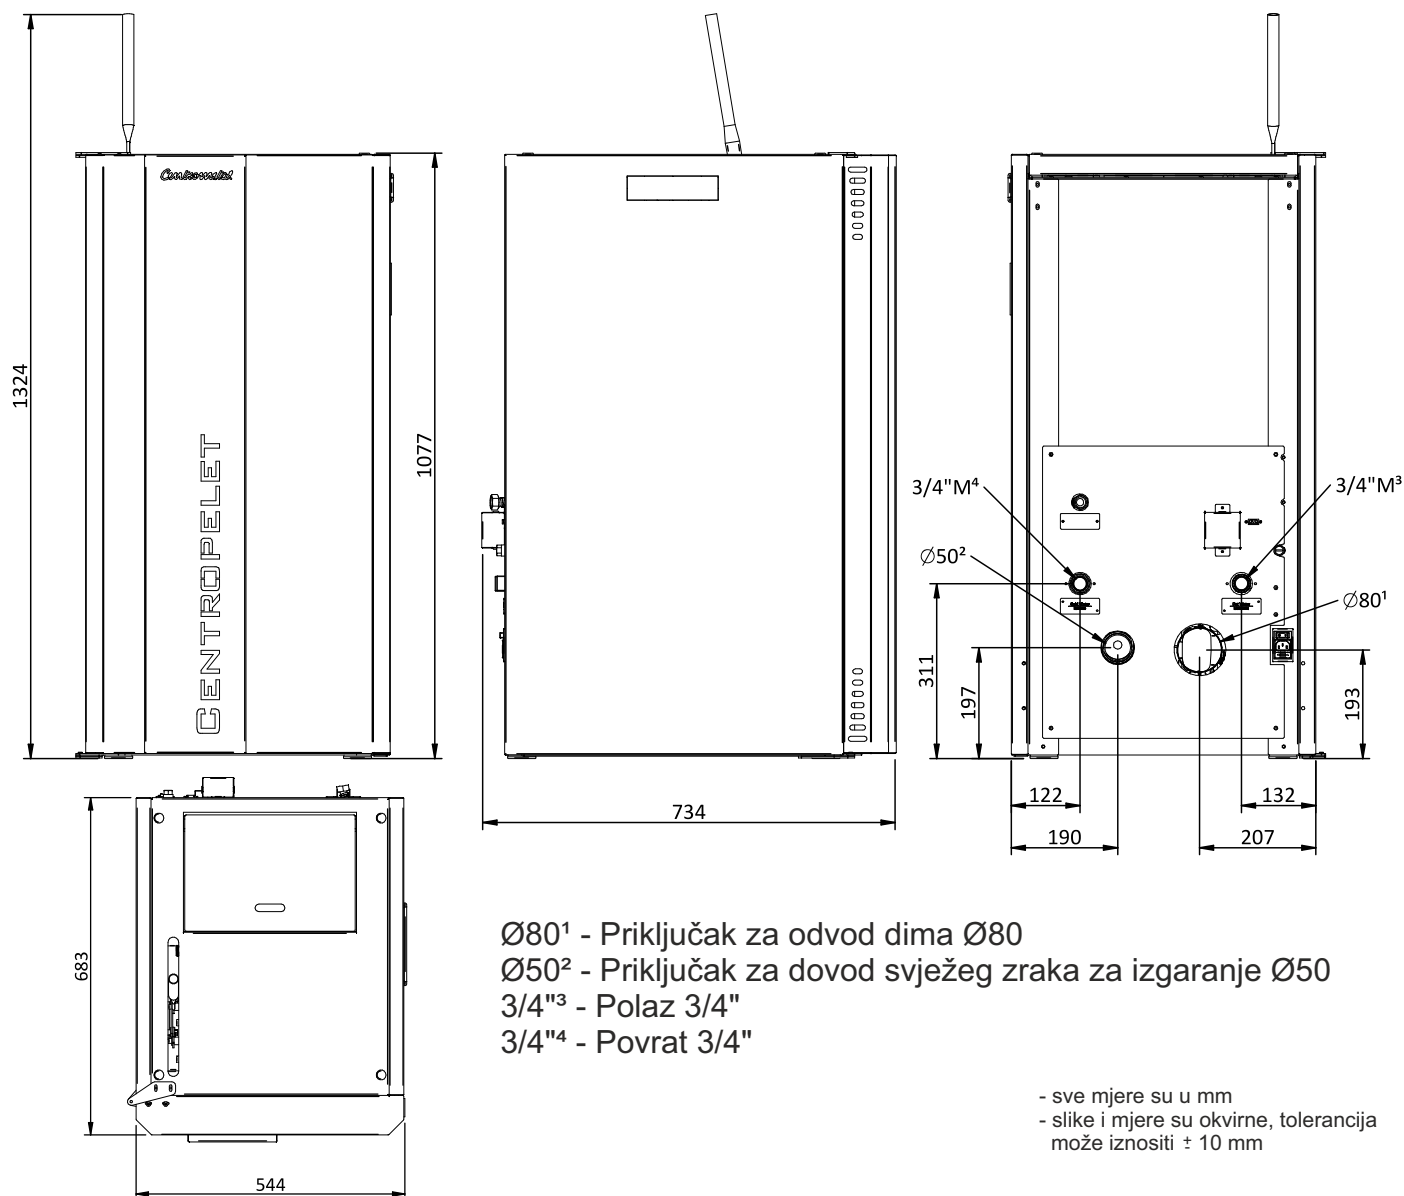 1324
Centrometal
CENTROPELET
1077
734
3/4"M⁴
3/4"M³
Ø50²
Ø80¹
311
197
193
122
132
190
207
683
544
Ø80¹ - Priključak za odvod dima Ø80
Ø50² - Priključak za dovod svježeg zraka za izgaranje Ø50
3/4"³ - Polaz 3/4"
3/4"⁴ - Povrat 3/4"
- sve mjere su u mm
- slike i mjere su okvirne, tolerancija
može iznositi ± 10 mm